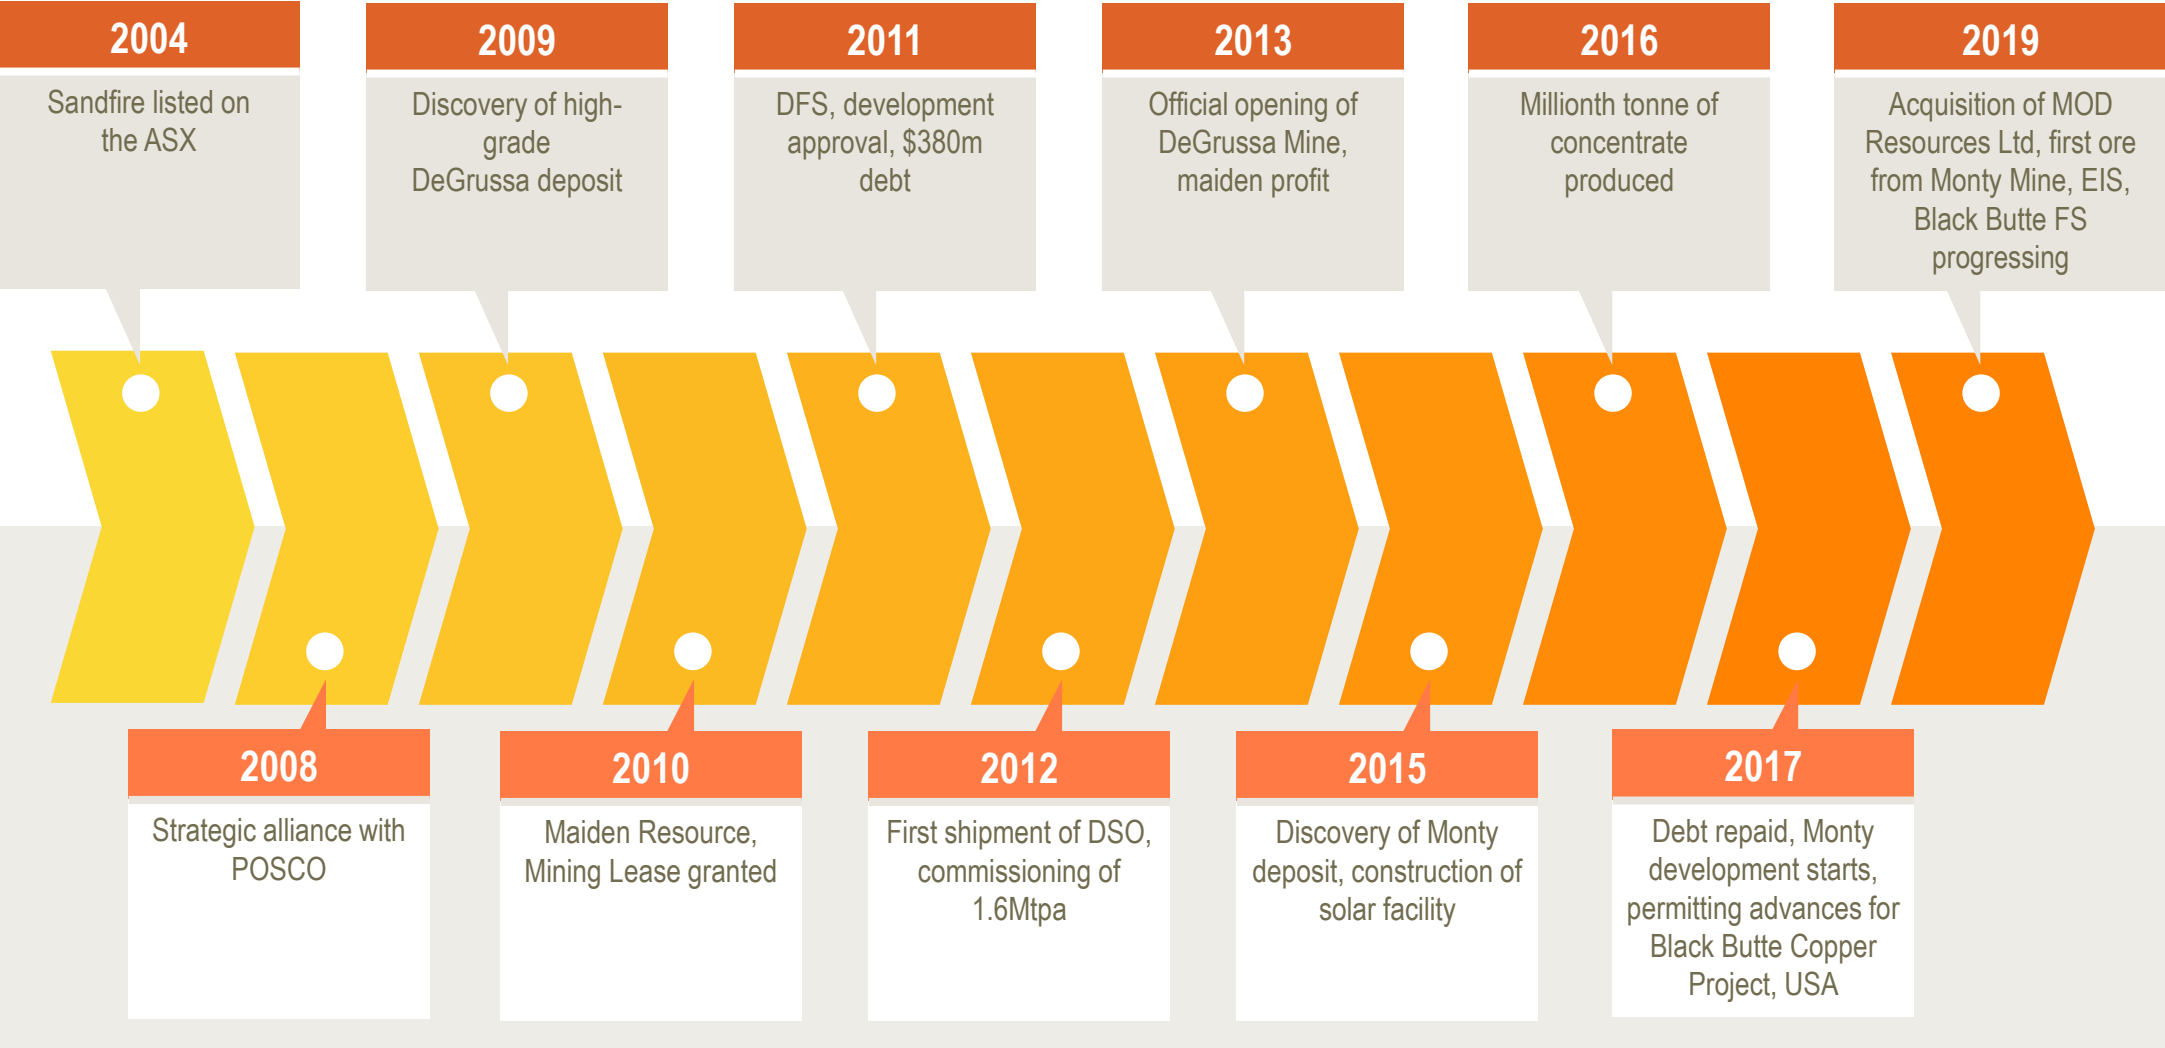 2004
Sandfire listed on
the ASX
2009
Discovery of high-
grade
DeGrussa deposit
2011
DFS, development
approval, $380m
debt
2013
Official opening of
DeGrussa Mine,
maiden profit
2016
Millionth tonne of
concentrate
produced
2019
Acquisition of MOD
Resources Ltd, first ore
from Monty Mine, EIS,
Black Butte FS
progressing
2008
Strategic alliance with
POSCO
2010
Maiden Resource,
Mining Lease granted
2012
First shipment of DSO,
commissioning of
1.6Mtpa
2015
Discovery of Monty
deposit, construction of
solar facility
2017
Debt repaid, Monty
development starts,
permitting advances for
Black Butte Copper
Project, USA